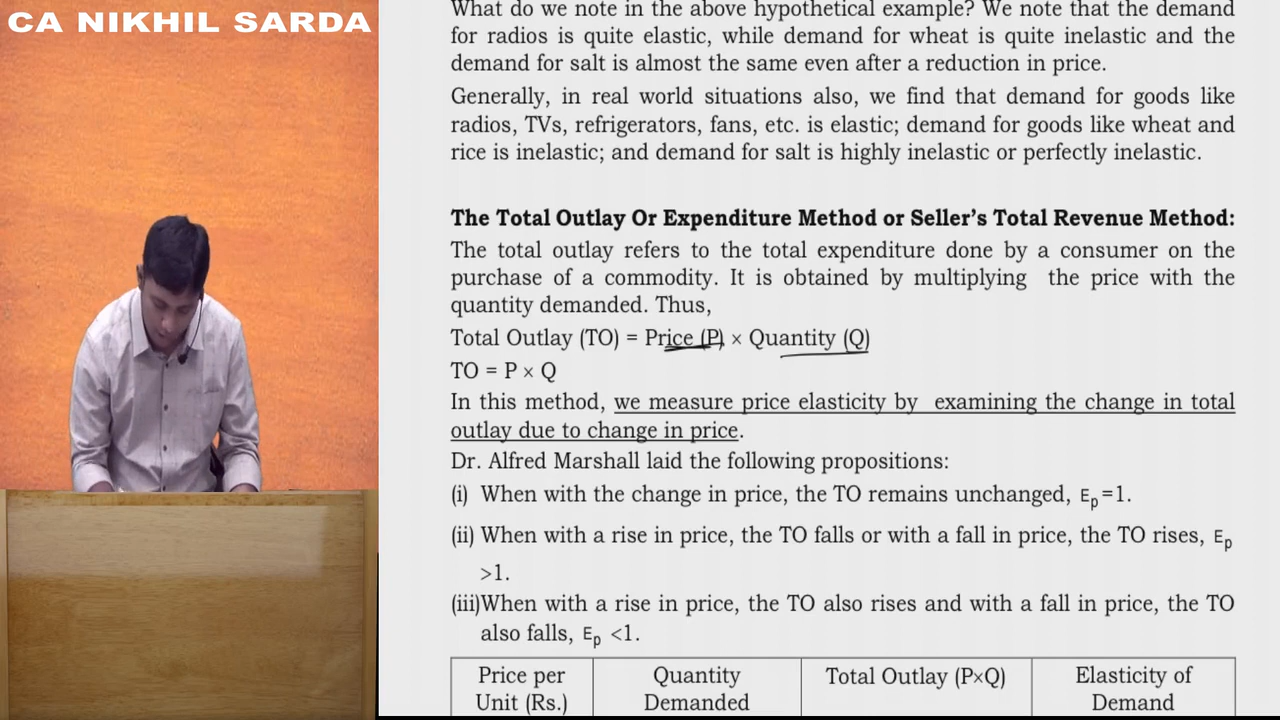 CA NIKHIL SARDA
What do we note in the above hypothetical example? We note that the demand
for radios is quite elastic, while demand for wheat is quite inelastic and the
demand for salt is almost the same even after a reduction in price.
Generally, in real world situations also, we find that demand for goods like
radios, TVs, refrigerators, fans, etc. is elastic; demand for goods like wheat and
rice is inelastic; and demand for salt is highly inelastic or perfectly inelastic.
The Total Outlay Or Expenditure Method or Seller's Total Revenue Method:
The total outlay refers to the total expenditure done by a consumer on the
purchase of a commodity. It is obtained by multiplying the price with the
quantity demanded. Thus,
Total Outlay (TO) = Price (P) × Quantity (Q)
TO = P × Q
In this method, we measure price elasticity by examining the change in total
outlay due to change in price.
Dr. Alfred Marshall laid the following propositions:
(i) When with the change in price, the TO remains unchanged, Ep=1.
(ii) When with a rise in price, the TO falls or with a fall in price, the TO rises, Ep
>1.
(iii)When with a rise in price, the TO also rises and with a fall in price, the TO
also falls, Ep <1.
Price per Quantity Total Outlay (P×Q) Elasticity of
Unit (Rs.) Demanded Demand